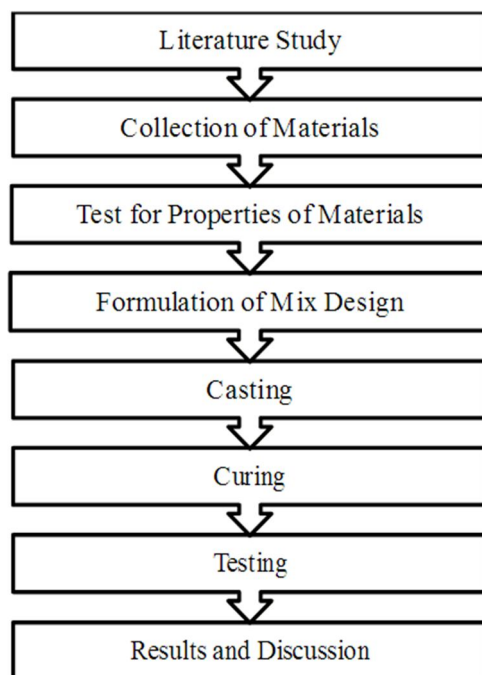 Literature Study
Collection of Materials
Test for Properties of Materials
Formulation of Mix Design
Casting
Curing
Testing
Results and Discussion